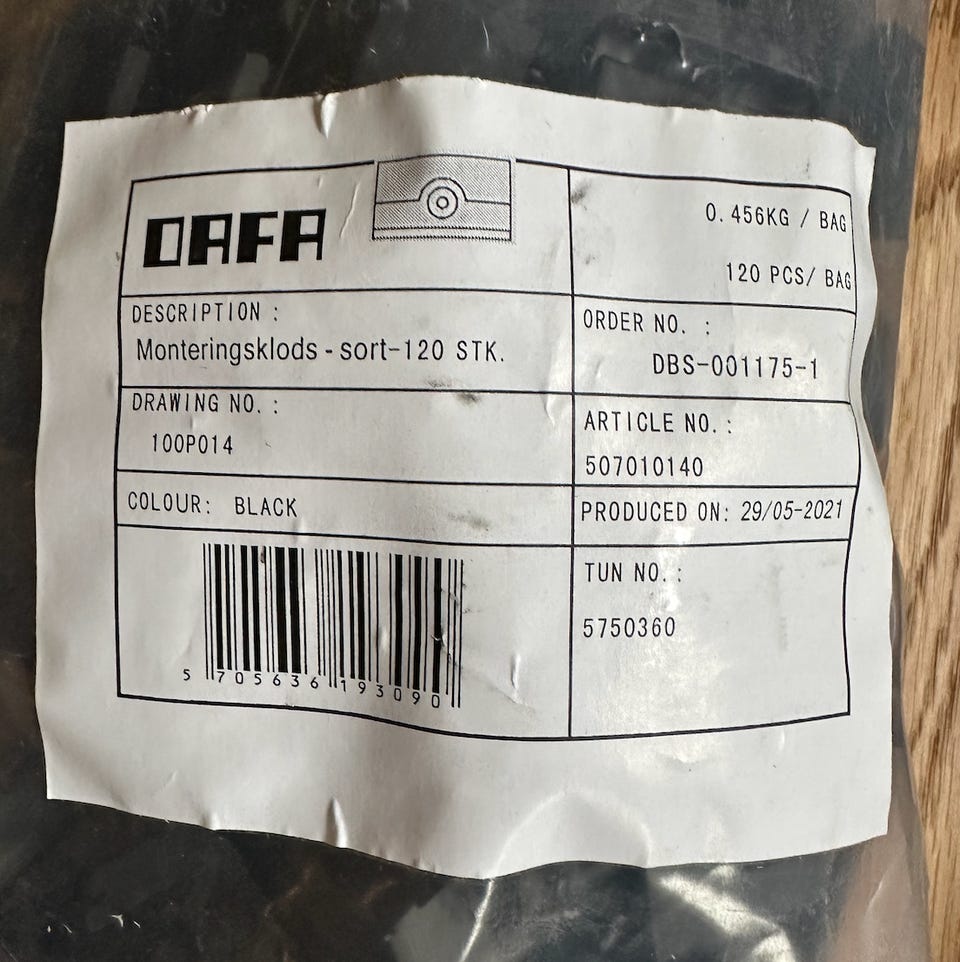 DAFA
0.456KG / BAG
120 PCS/ BAG
DESCRIPTION :
Monteringsklods - sort-120 STK.
ORDER NO. :
DBS-001175-1
DRAWING NO. :
100P014
ARTICLE NO. :
507010140
COLOUR: BLACK
PRODUCED ON: 29/05-2021
TUN NO. :
5750360
5 705636 193090